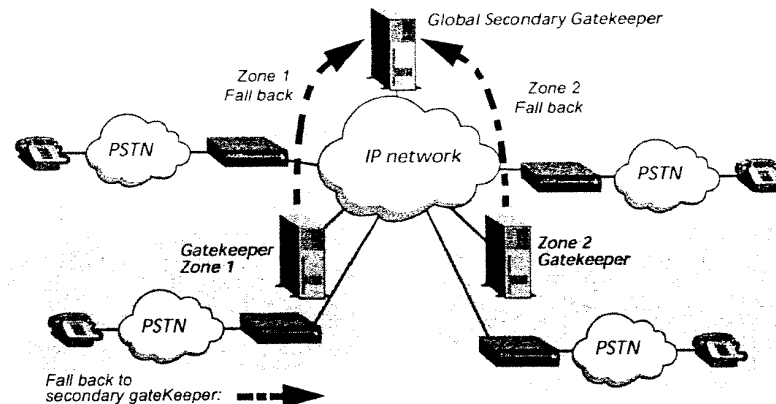 Global Secondary Gatekeeper
Zone 1
Fall back
Zone 2
Fall back
PSTN
IP network
PSTN
Gatekeeper
Zone 1
Zone 2
Gatekeeper
PSTN
PSTN
Fall back to
secondary gateKeeper: